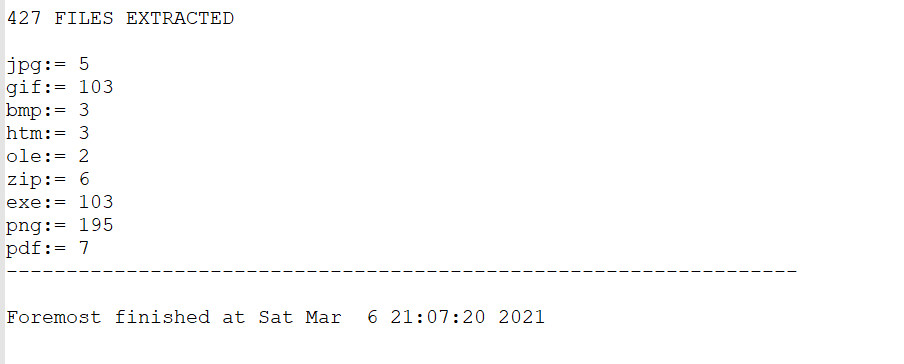 427 FILES EXTRACTED
jpg:= 5
gif:= 103
bmp:= 3
htm:= 3
ole:= 2
zip:= 6
exe:= 103
png:= 195
pdf:= 7
------------------------------------------------------------------
Foremost finished at Sat Mar  6 21:07:20 2021